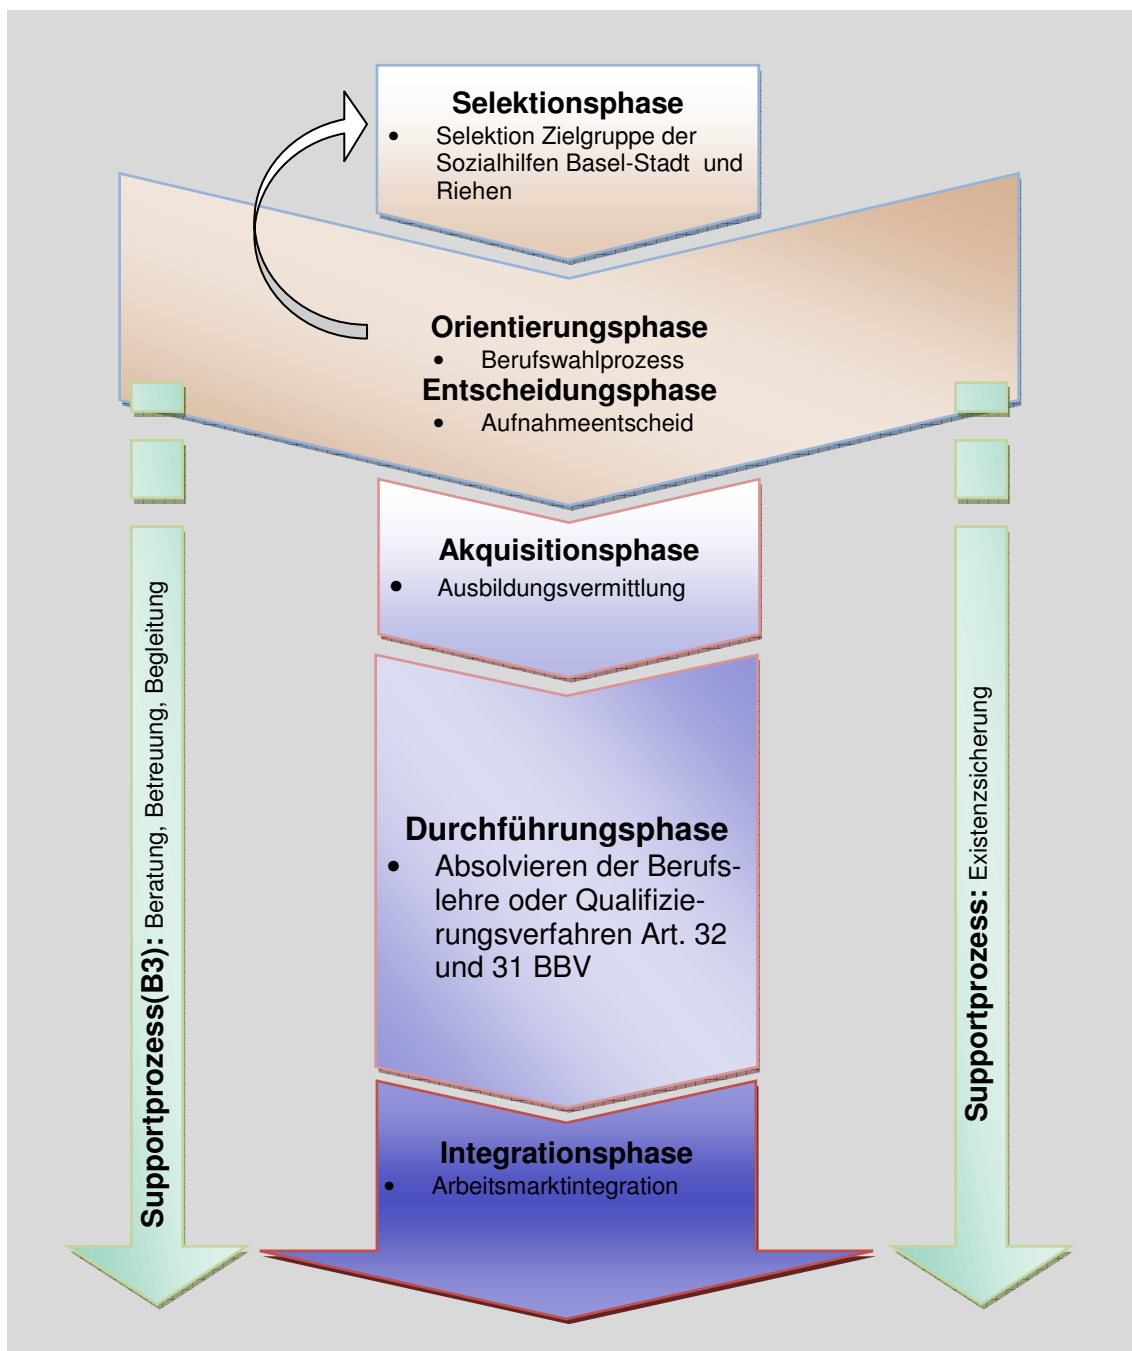 Selektionsphase
• Selektion Zielgruppe der
Sozialhilfen Basel-Stadt und
Riehen
Orientierungsphase
• Berufswahlprozess
Entscheidungsphase
• Aufnahmeentscheid
Akquisitionsphase
• Ausbildungsvermittlung
Durchführungsphase
• Absolvieren der Berufs-
lehre oder Qualifizie-
rungsverfahren Art. 32
und 31 BBV
Integrationsphase
• Arbeitsmarktintegration
Supportprozess(B3): Beratung, Betreuung, Begleitung
Supportprozess: Existenzsicherung